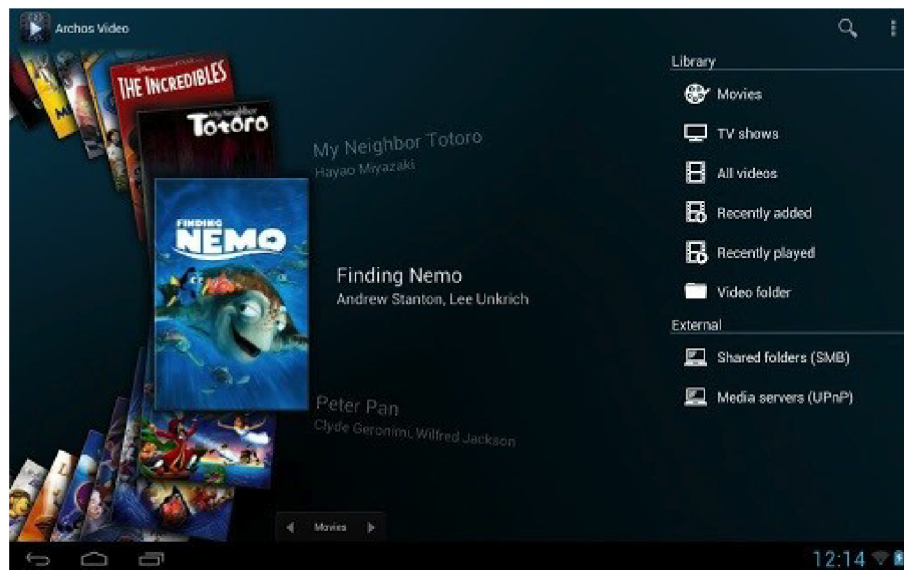 Archos Video
THE INCREDIBLES
My Neighbor
Totoro
My Neighbor Totoro
Hayao Miyazaki
FINDING
NEMO
Finding Nemo
Andrew Stanton, Lee Unkrich
Peter Pan
Clyde Geronimi, Wilfred Jackson
Movies
Library
Movies
TV shows
All videos
Recently added
Recently played
Video folder
External
Shared folders (SMB)
Media servers (UPnP)
12:14